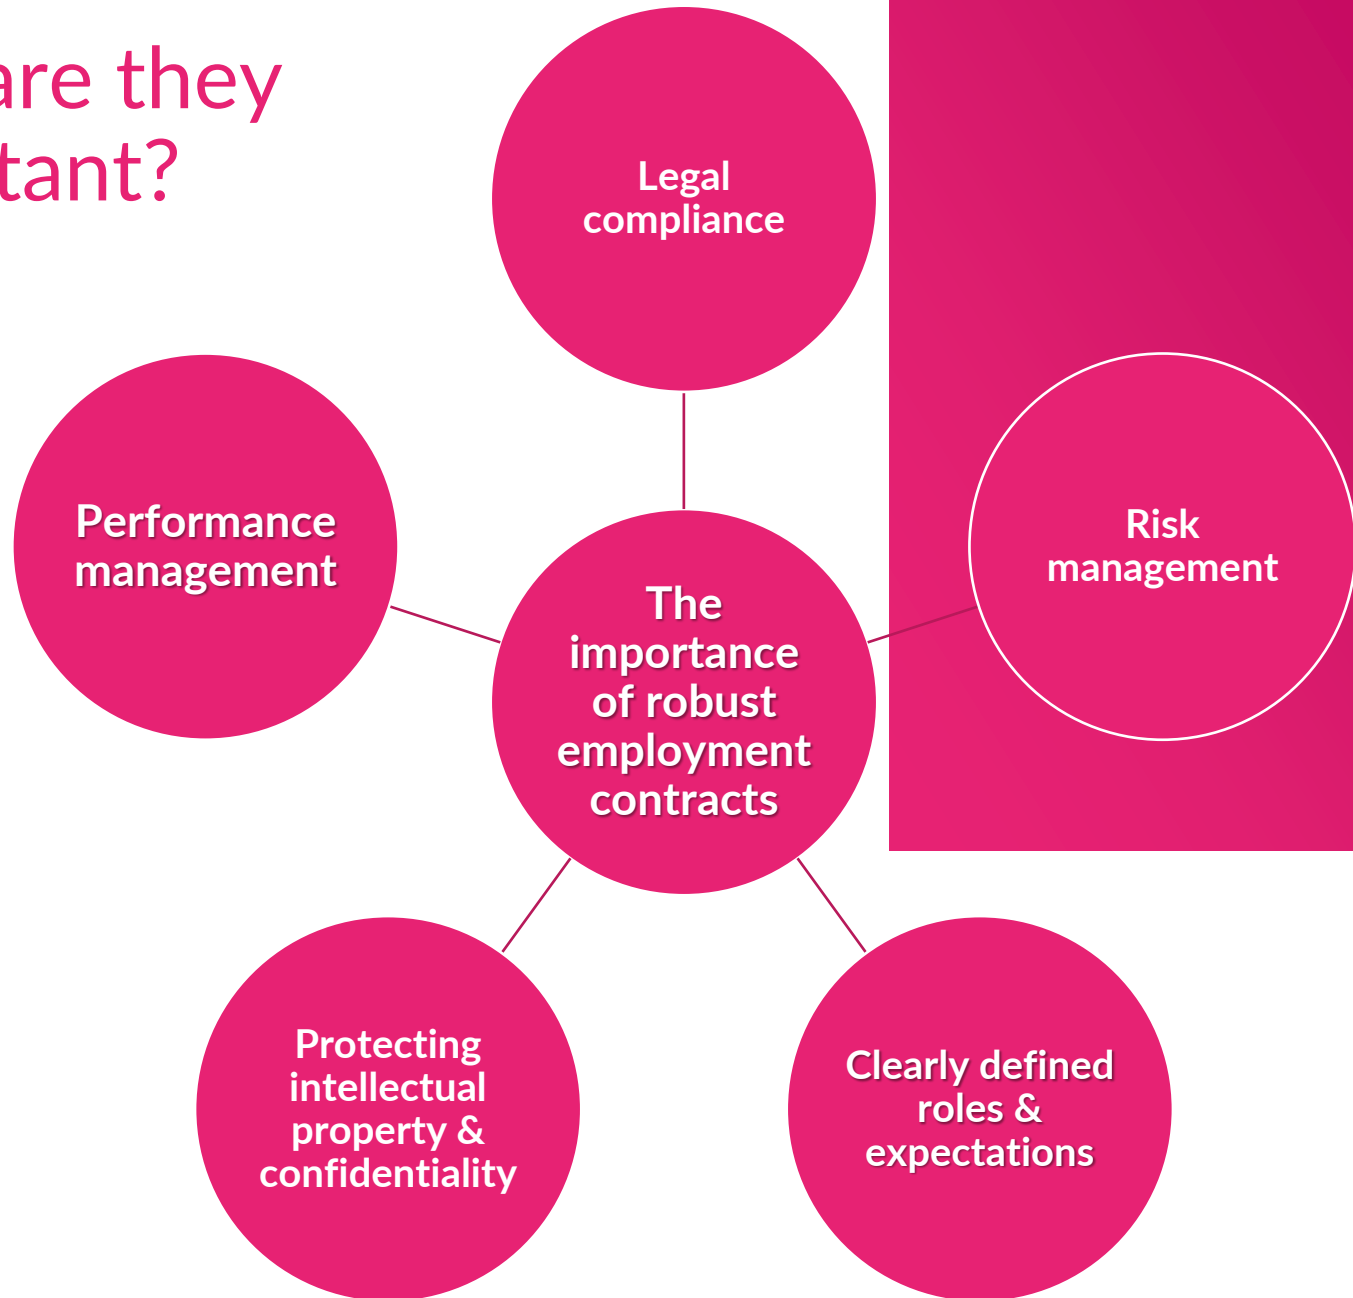 are they
tant?
Legal
compliance
Performance
management
Risk
management
The
importance
of robust
employment
contracts
Protecting
intellectual
property &
confidentiality
Clearly defined
roles &
expectations